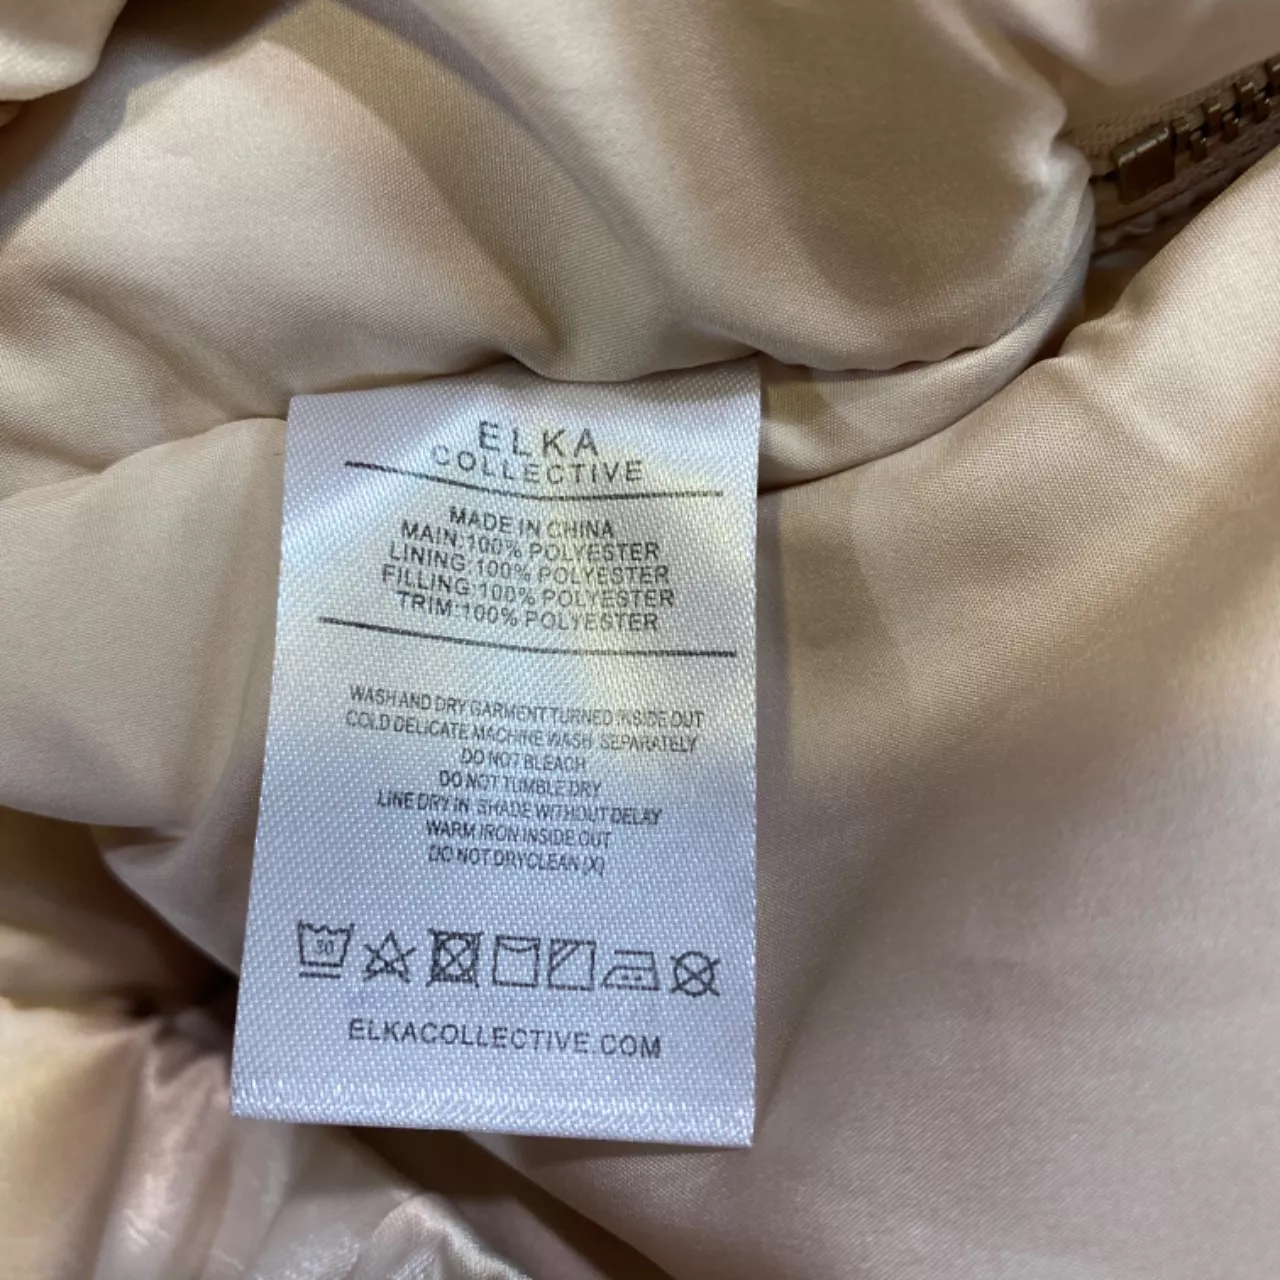 ELKA
COLLECTIVE
MADE IN CHINA
MAIN:100% POLYESTER
LINING:100% POLYESTER
FILLING:100% POLYESTER
TRIM:100% POLYESTER
WASH AND DRY GARMENT TURNED INSIDE OUT
COLD DELICATE MACHINE WASH SEPARATELY
DO NOT BLEACH
DO NOT TUMBLE DRY
LINE DRY IN SHADE WITHOUT DELAY
WARM IRON INSIDE OUT
DO NOT DRYCLEAN (X)
30
ELKACOLLECTIVE.COM